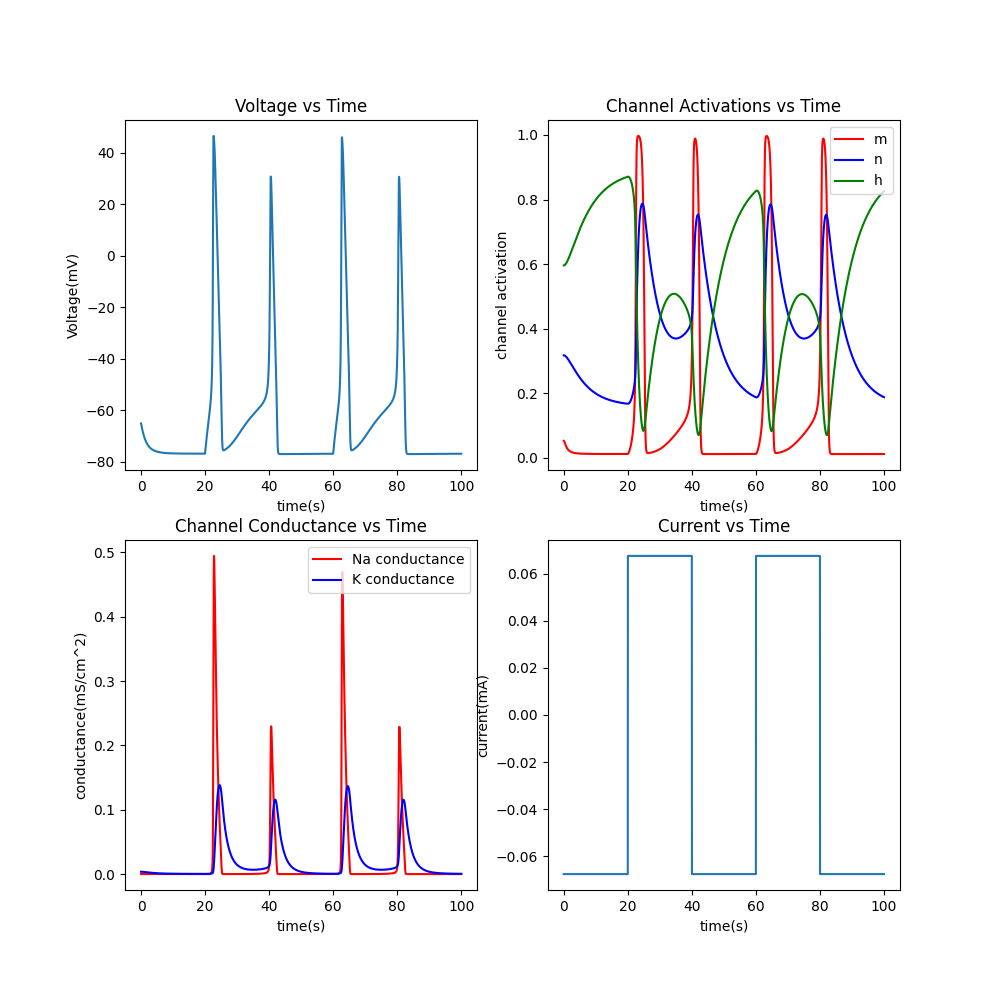 Voltage vs Time
Voltage(mV)
40
20
0
−20
−40
−60
−80
0 20 40 60 80 100
time(s)
Channel Activations vs Time
channel activation
1.0
0.8
0.6
0.4
0.2
0.0
m
n
h
0 20 40 60 80 100
time(s)
Channel Conductance vs Time
conductance(mS/cm^2)
0.5
0.4
0.3
0.2
0.1
0.0
Na conductance
K conductance
0 20 40 60 80 100
time(s)
Current vs Time
current(mA)
0.06
0.04
0.02
0.00
−0.02
−0.04
−0.06
0 20 40 60 80 100
time(s)